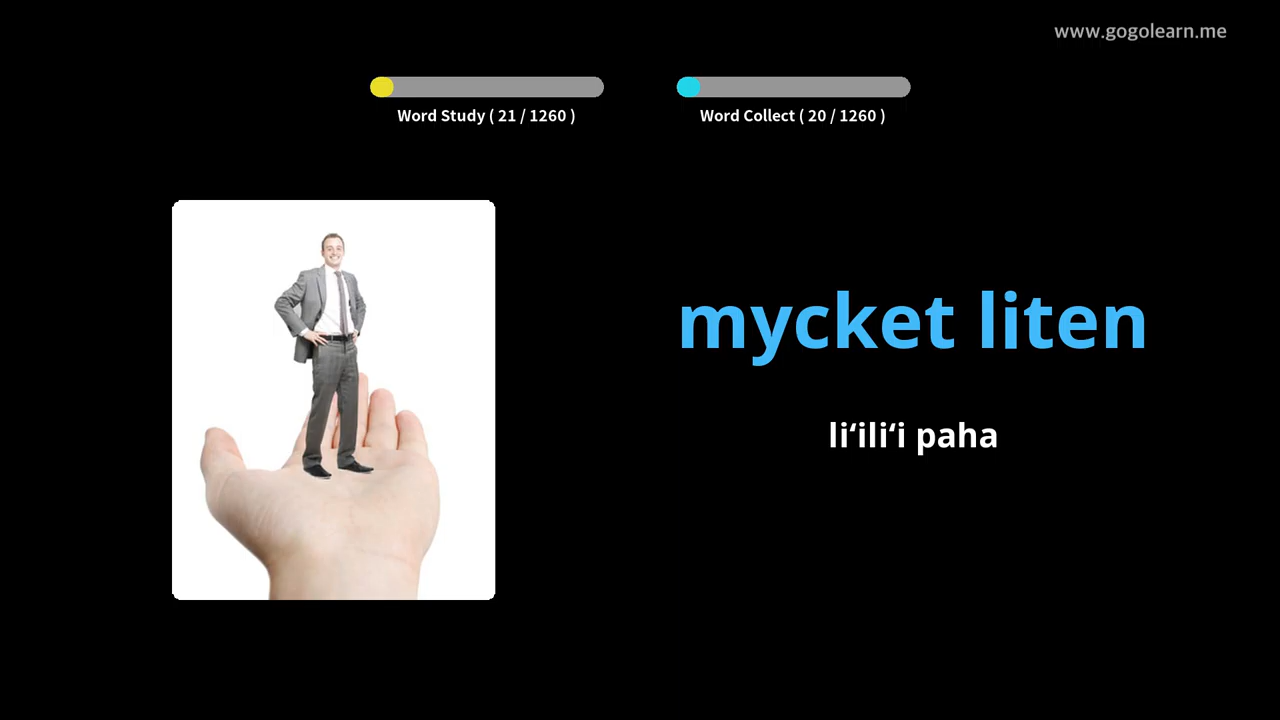 www.gogolearn.me
Word Study ( 21 / 1260 )
Word Collect ( 20 / 1260 )
mycket liten
liʻiliʻi paha